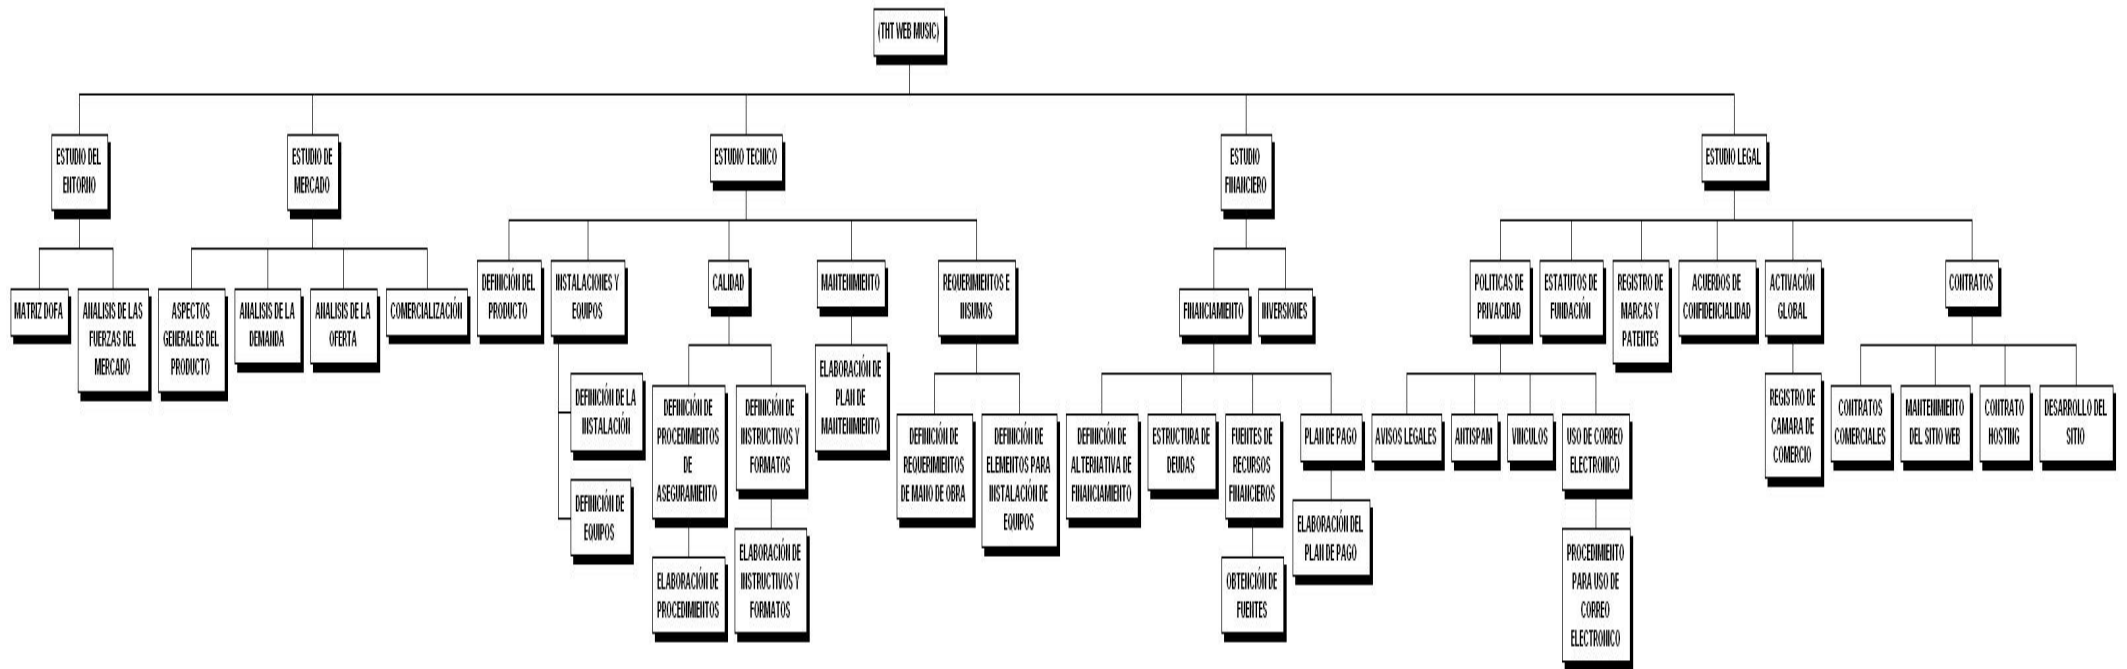 (THT WEB MUSIC)
ESTUDIO DEL
ENTORNO
ESTUDIO DE
MERCADO
ESTUDIO TECNICO
ESTUDIO
FINANCIERO
ESTUDIO LEGAL
MATRIZ DOFA
ANALISIS DE LAS
FUERZAS DEL
MERCADO
ASPECTOS
GENERALES DEL
PRODUCTO
ANALISIS DE LA
DEMANDA
ANALISIS DE LA
OFERTA
COMERCIALIZACIÓN
DEFINICIÓN DEL
PRODUCTO
INSTALACIONES Y
EQUIPOS
CALIDAD
MANTENIMIENTO
REQUERIMIENTOS E
INSUMOS
FINANCIAMIENTO
INVERSIONES
POLITICAS DE
PRIVACIDAD
ESTATUTOS DE
FUNDACIÓN
REGISTRO DE
MARCAS Y
PATENTES
ACUERDOS DE
CONFIDENCIALIDAD
ACTIVACIÓN
GLOBAL
CONTRATOS
DEFINICIÓN DE LA
INSTALACIÓN
DEFINICIÓN DE
EQUIPOS
DEFINICIÓN DE
PROCEDIMIENTOS
DE
ASEGURAMIENTO
DEFINICIÓN DE
INSTRUCTIVOS Y
FORMATOS
ELABORACIÓN DE
PLAN DE
MANTENIMIENTO
DEFINICIÓN DE
REQUERIMIENTOS
DE MANO DE OBRA
DEFINICIÓN DE
ELEMENTOS PARA
INSTALACIÓN DE
EQUIPOS
DEFINICIÓN DE
ALTERNATIVA DE
FINANCIAMIENTO
ESTRUCTURA DE
DEUDAS
FUENTES DE
RECURSOS
FINANCIEROS
PLAN DE PAGO
AVISOS LEGALES
ANTISPAM
VINCULOS
USO DE CORREO
ELECTRONICO
REGISTRO DE
CAMARA DE
COMERCIO
CONTRATOS
COMERCIALES
MANTENIMIENTO
DEL SITIO WEB
CONTRATO
HOSTING
DESARROLLO DEL
SITIO
ELABORACIÓN DE
PROCEDIMIENTOS
ELABORACIÓN DE
INSTRUCTIVOS Y
FORMATOS
OBTENCIÓN DE
FUENTES
ELABORACIÓN DEL
PLAN DE PAGO
PROCEDIMIENTO
PARA USO DE
CORREO
ELECTRONICO